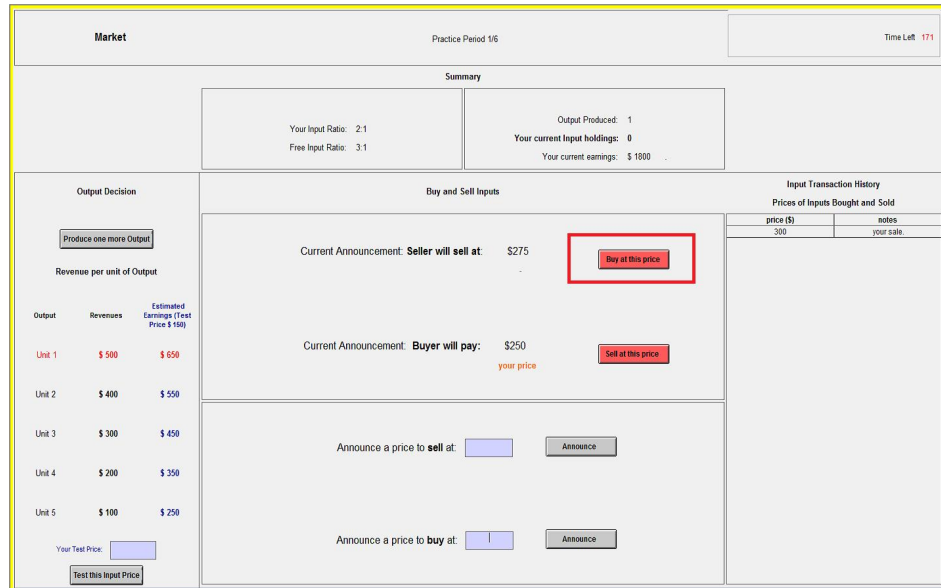 Market
Practice Period 1/6
Time Left 171
Summary
Your Input Ratio: 2:1
Free Input Ratio: 3:1
Output Produced: 1
Your current Input holdings: 0
Your current earnings: $ 1800 .
Output Decision
Produce one more Output
Revenue per unit of Output
Output Revenues Estimated Earnings (Test Price $ 150)
Unit 1 $ 500 $ 650
Unit 2 $ 400 $ 550
Unit 3 $ 300 $ 450
Unit 4 $ 200 $ 350
Unit 5 $ 100 $ 250
Your Test Price:
Test this Input Price
Buy and Sell Inputs
Current Announcement: Seller will sell at: $275
Buy at this price
Current Announcement: Buyer will pay: $250
your price
Sell at this price
Announce a price to sell at:
Announce
Announce a price to buy at:
Announce
Input Transaction History
Prices of Inputs Bought and Sold
price ($) notes
300 your sale.